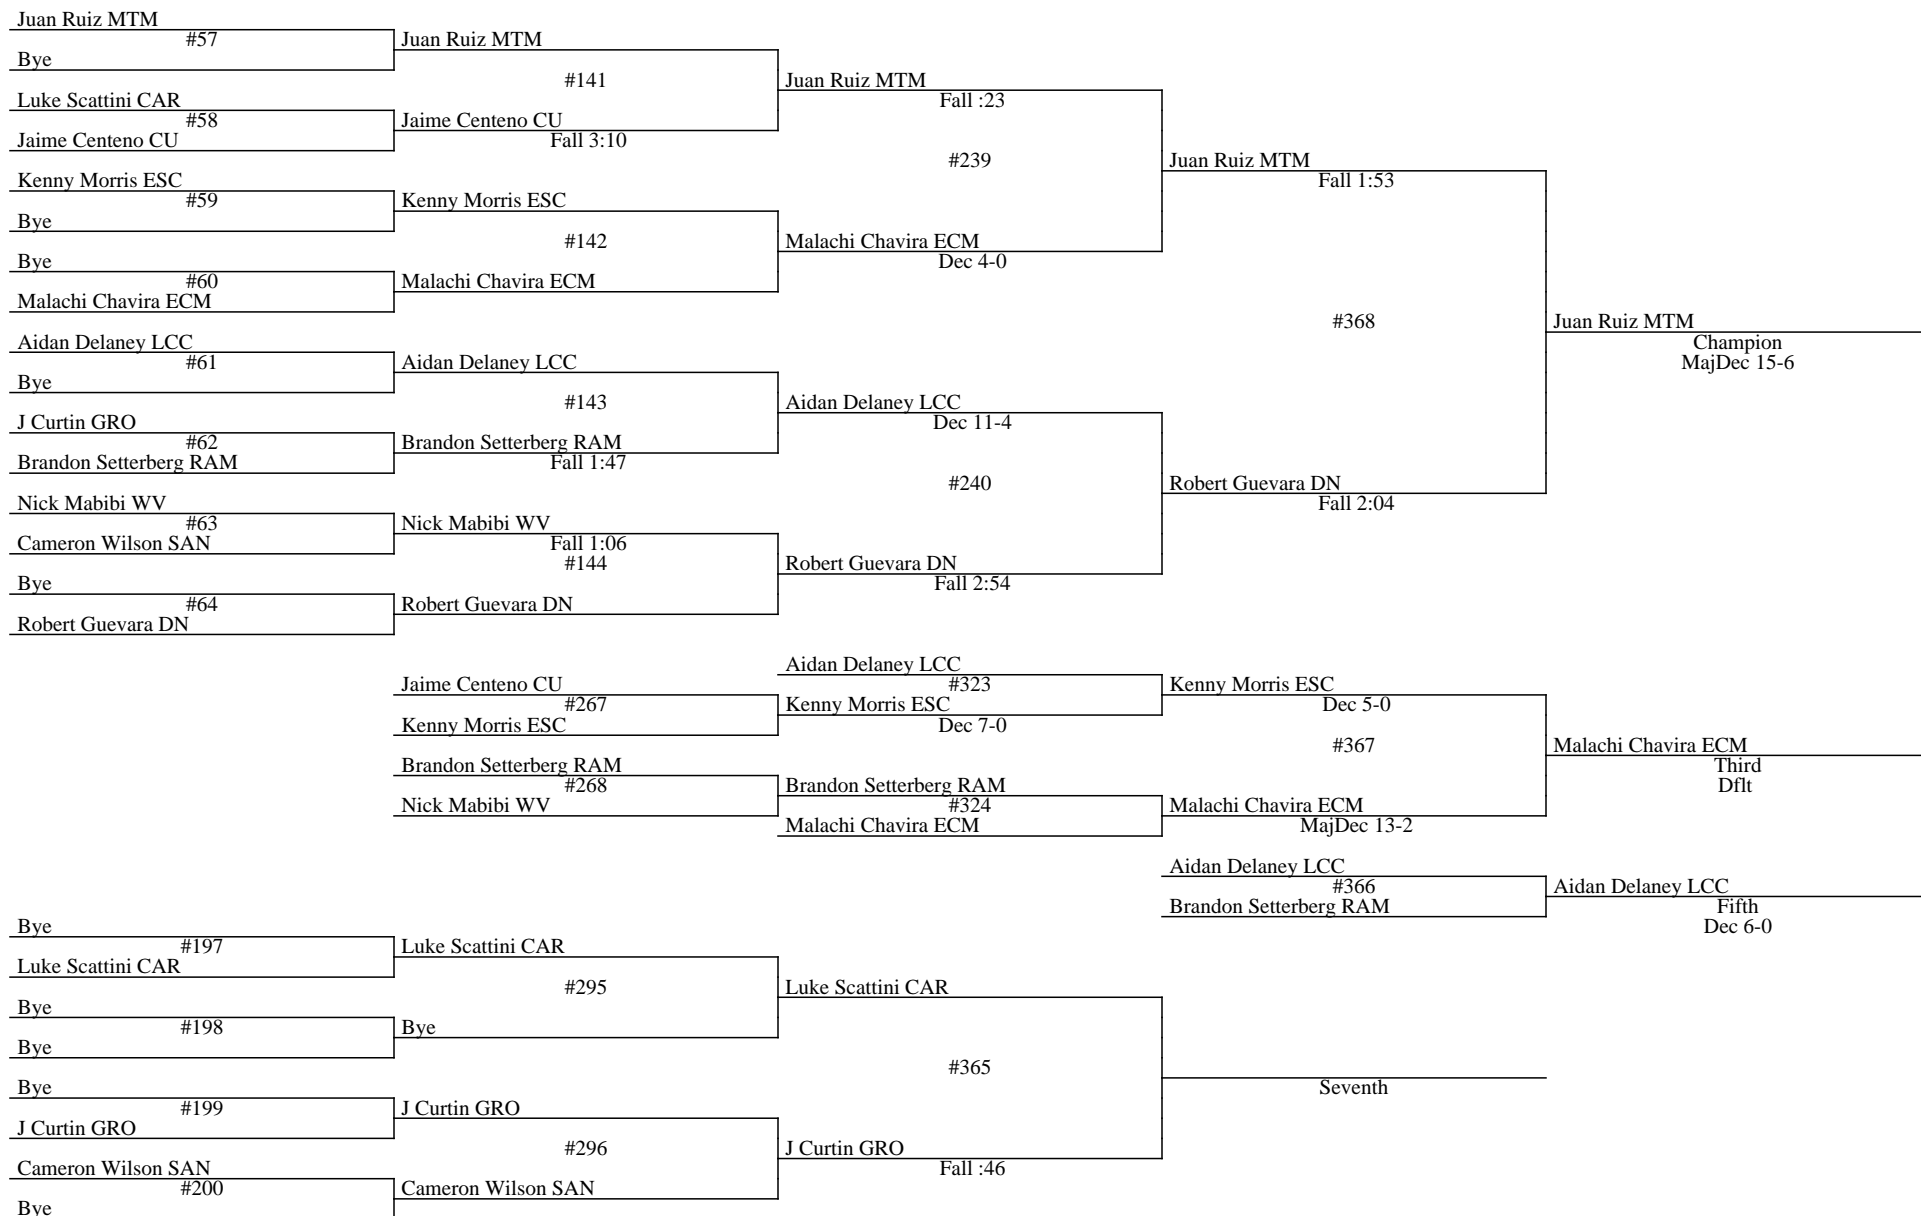 Juan Ruiz MTM
#57
Bye
Juan Ruiz MTM
#141
Luke Scattini CAR
#58
Jaime Centeno CU
Jaime Centeno CU
Fall 3:10
Juan Ruiz MTM
Fall :23
#239
Kenny Morris ESC
#59
Bye
Kenny Morris ESC
#142
Bye
#60
Malachi Chavira ECM
Malachi Chavira ECM
Malachi Chavira ECM
Dec 4-0
Juan Ruiz MTM
Fall 1:53
#368
Aidan Delaney LCC
#61
Bye
Aidan Delaney LCC
#143
J Curtin GRO
#62
Brandon Setterberg RAM
Brandon Setterberg RAM
Fall 1:47
Aidan Delaney LCC
Dec 11-4
#240
Nick Mabibi WV
#63
Cameron Wilson SAN
Nick Mabibi WV
Fall 1:06
#144
Bye
#64
Robert Guevara DN
Robert Guevara DN
Robert Guevara DN
Fall 2:54
Robert Guevara DN
Fall 2:04
Juan Ruiz MTM
Champion
MajDec 15-6
Jaime Centeno CU
#267
Kenny Morris ESC
Aidan Delaney LCC
#323
Kenny Morris ESC
Dec 7-0
Kenny Morris ESC
Dec 5-0
#367
Brandon Setterberg RAM
#268
Nick Mabibi WV
Brandon Setterberg RAM
#324
Malachi Chavira ECM
Malachi Chavira ECM
MajDec 13-2
Malachi Chavira ECM
Third
Dflt
Aidan Delaney LCC
#366
Brandon Setterberg RAM
Aidan Delaney LCC
Fifth
Dec 6-0
Bye
#197
Luke Scattini CAR
Luke Scattini CAR
#295
Bye
#198
Bye
Bye
Luke Scattini CAR
#365
Bye
#199
J Curtin GRO
J Curtin GRO
#296
Cameron Wilson SAN
#200
Bye
Cameron Wilson SAN
J Curtin GRO
Fall :46
Seventh